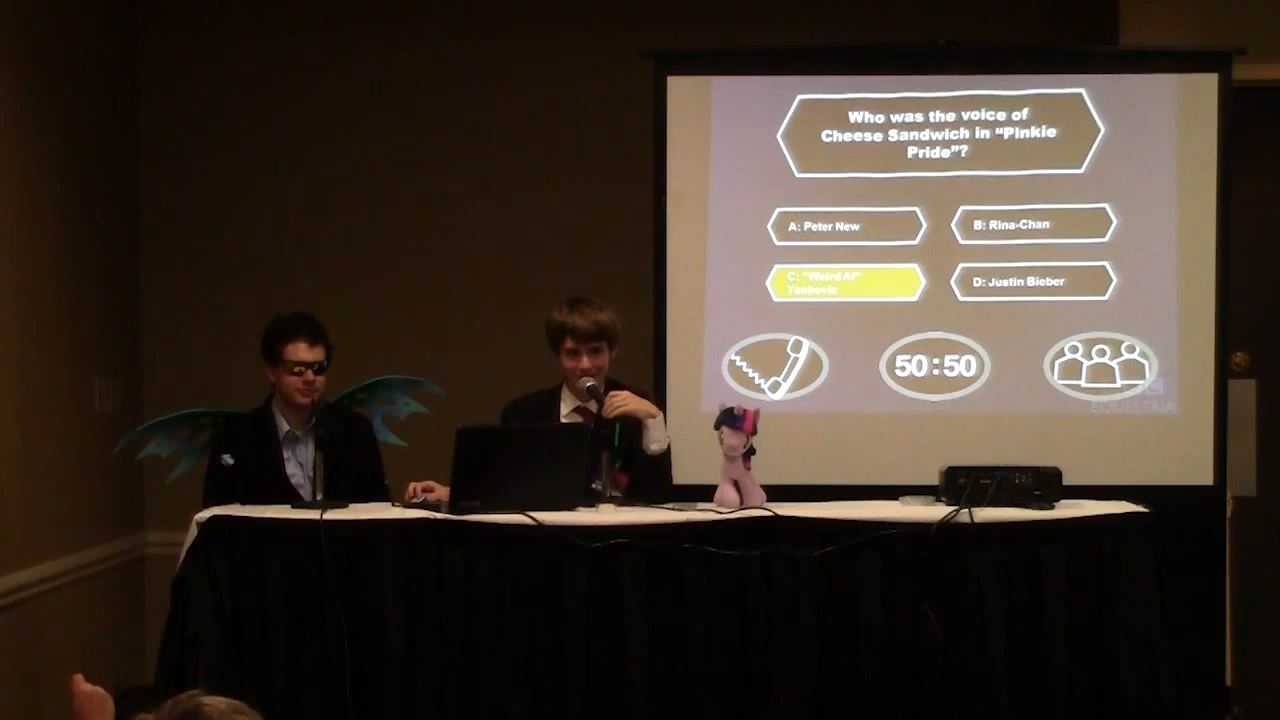 Who was the voice of
Cheese Sandwich in “Pinkie
Pride”?
A: Peter New
B: Rina-Chan
C: “Weird Al”
Yankovic
D: Justin Bieber
50:50
EQUESTRIA